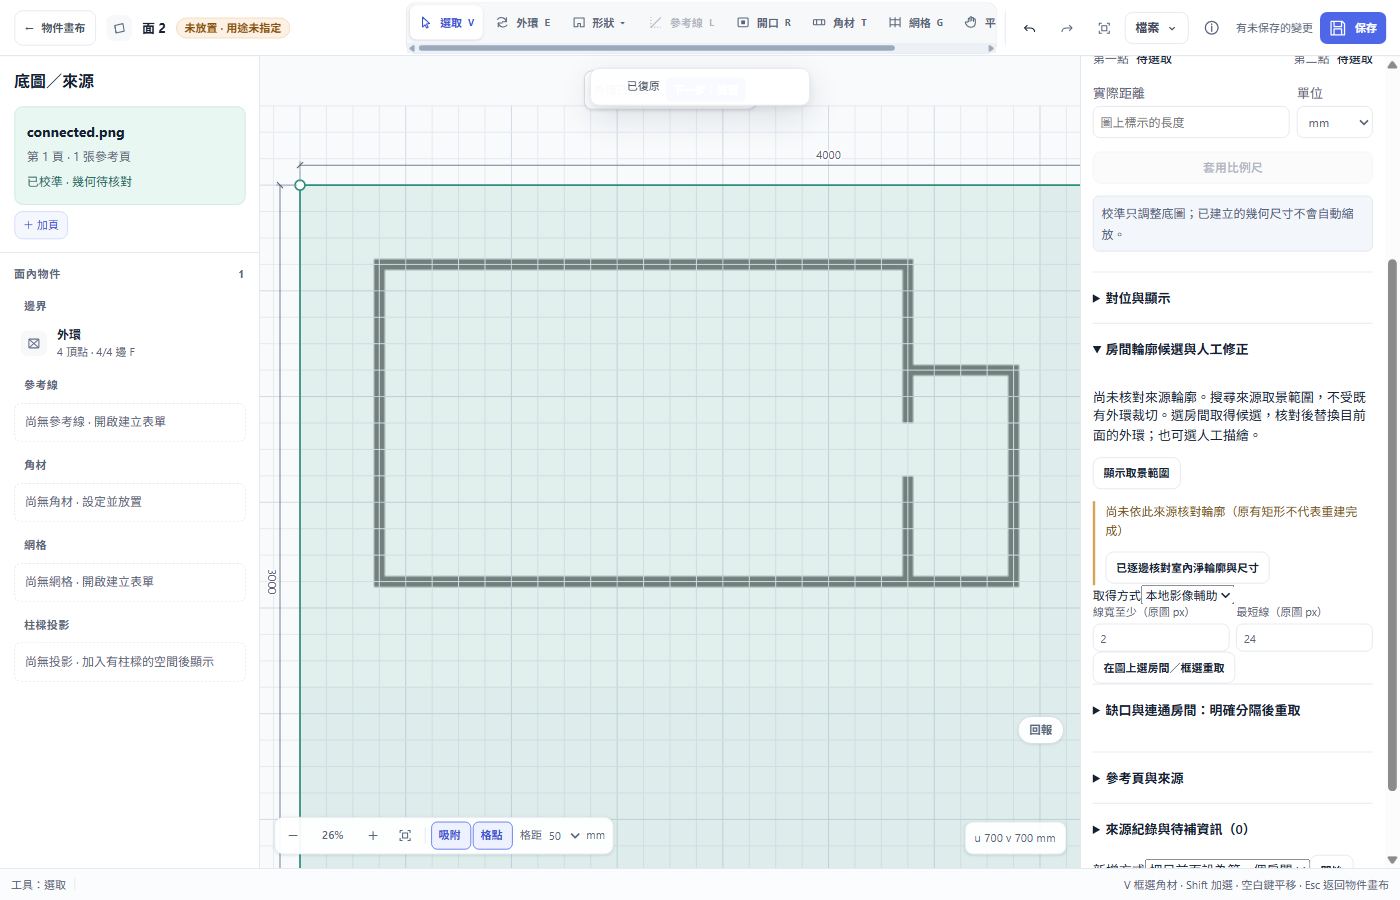 ← 物件畫布
面 2
未放置 · 用途未指定
選取 V
外環 E
形狀
參考線 L
開口 R
角材 T
網格 G
平
檔案
有未保存的變更
保存
底圖／來源
connected.png
第 1 頁 · 1 張參考頁
已校準 · 幾何待核對
＋ 加頁
面內物件 1
邊界
外環
4 頂點 · 4/4 邊 F
參考線
尚無參考線 · 開啟建立表單
角材
尚無角材 · 設定並放置
網格
尚無網格 · 開啟建立表單
柱樑投影
尚無投影 · 加入有柱樑的空間後顯示
已復原
4000
3000
回報
− 26% +
吸附
格點
格距 50 mm
u 700 v 700 mm
第一點 待選取
第二點 待選取
實際距離
單位
圖上標示的長度
mm
套用比例尺
校準只調整底圖；已建立的幾何尺寸不會自動縮
放。
對位與顯示
房間輪廓候選與人工修正
尚未核對來源輪廓。搜尋來源取景範圍，不受既
有外環裁切。選房間取得候選，核對後替換目前
面的外環；也可選人工描繪。
顯示取景範圍
尚未依此來源核對輪廓（原有矩形不代表重建完
成）
已逐邊核對室內淨輪廓與尺寸
取得方式 本地影像輔助
線寬至少（原圖 px）
最短線（原圖 px）
2
24
在圖上選房間／框選重取
缺口與連通房間：明確分隔後重取
參考頁與來源
來源紀錄與待補資訊（0）
工具：選取
V 框選角材 · Shift 加選 · 空白鍵平移 · Esc 返回物件畫布